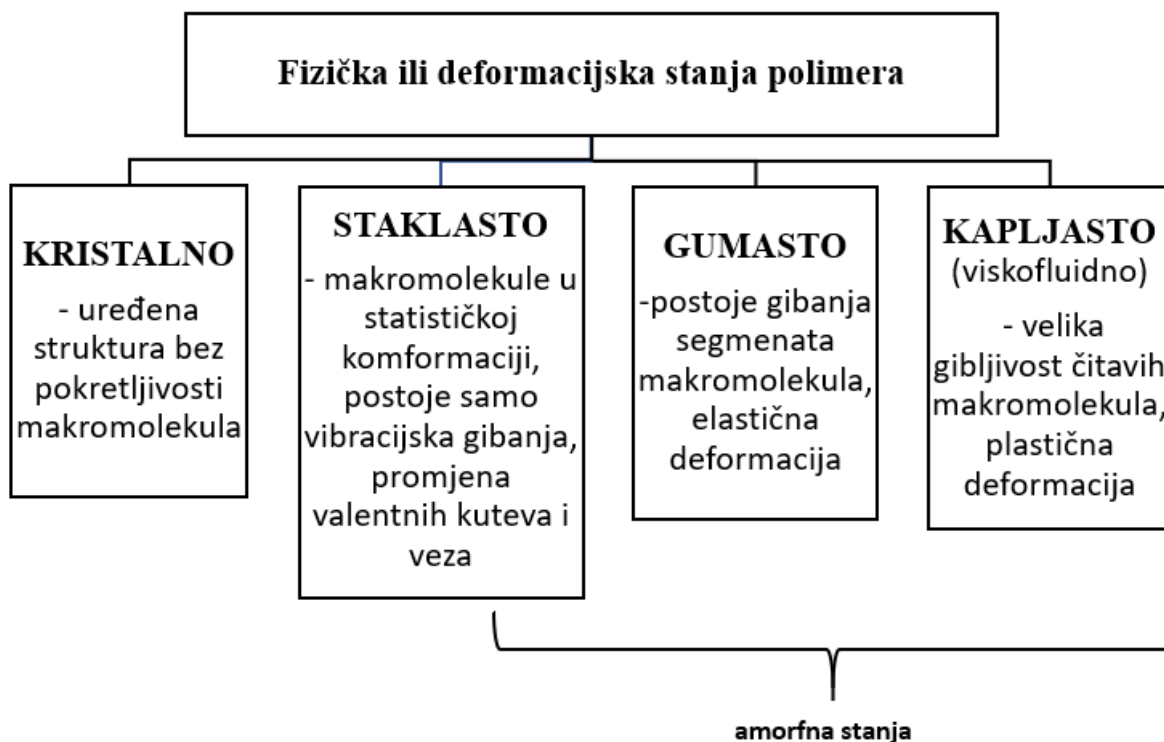 Fizička ili deformacijska stanja polimera
KRISTALNO
- uređena
struktura bez
pokretljivosti
makromolekula
STAKLASTO
- makromolekule u
statističkoj
komformaciji,
postoje samo
vibracijska gibanja,
promjena
valentnih kuteva i
veza
GUMASTO
-postoje gibanja
segmenata
makromolekula,
elastična
deformacija
KAPLJASTO
(viskofluidno)
- velika
gibljivost čitavih
makromolekula,
plastična
deformacija
amorfna stanja